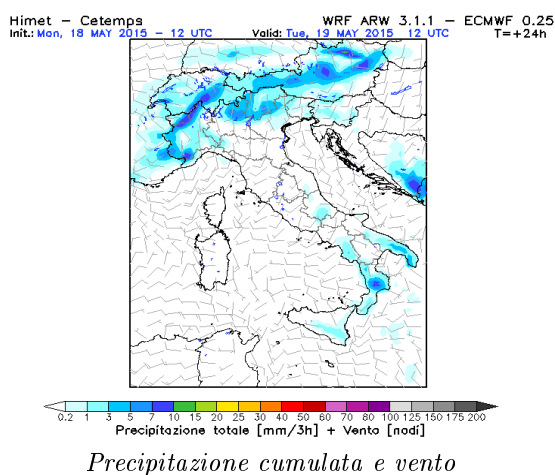 Himet – Cetemps WRF ARW 3.1.1 – ECMWF 0.25
Init.: Mon, 18 MAY 2015 – 12 UTC Valid: Tue, 19 MAY 2015 12 UTC T=+24h
0.2 1 3 5 5 10 15 20 25 30 40 50 60 70 80 100 125 150 175 200
Precipitazione totale [mm/3h] + Vento [nodi]
Precipitazione cumulata e vento